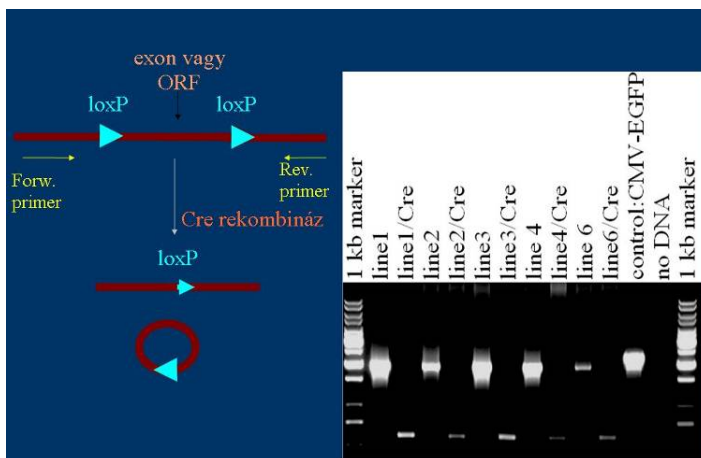 exon vagy
ORF
loxP
loxP
Forw.
primer
Rev.
primer
Cre rekombináz
loxP
1 kb marker
line1
line1/Cre
line2
line2/Cre
line3
line3/Cre
line 4
line4/Cre
line 6
line6/Cre
control:CMV-EGFP
no DNA
1 kb marker